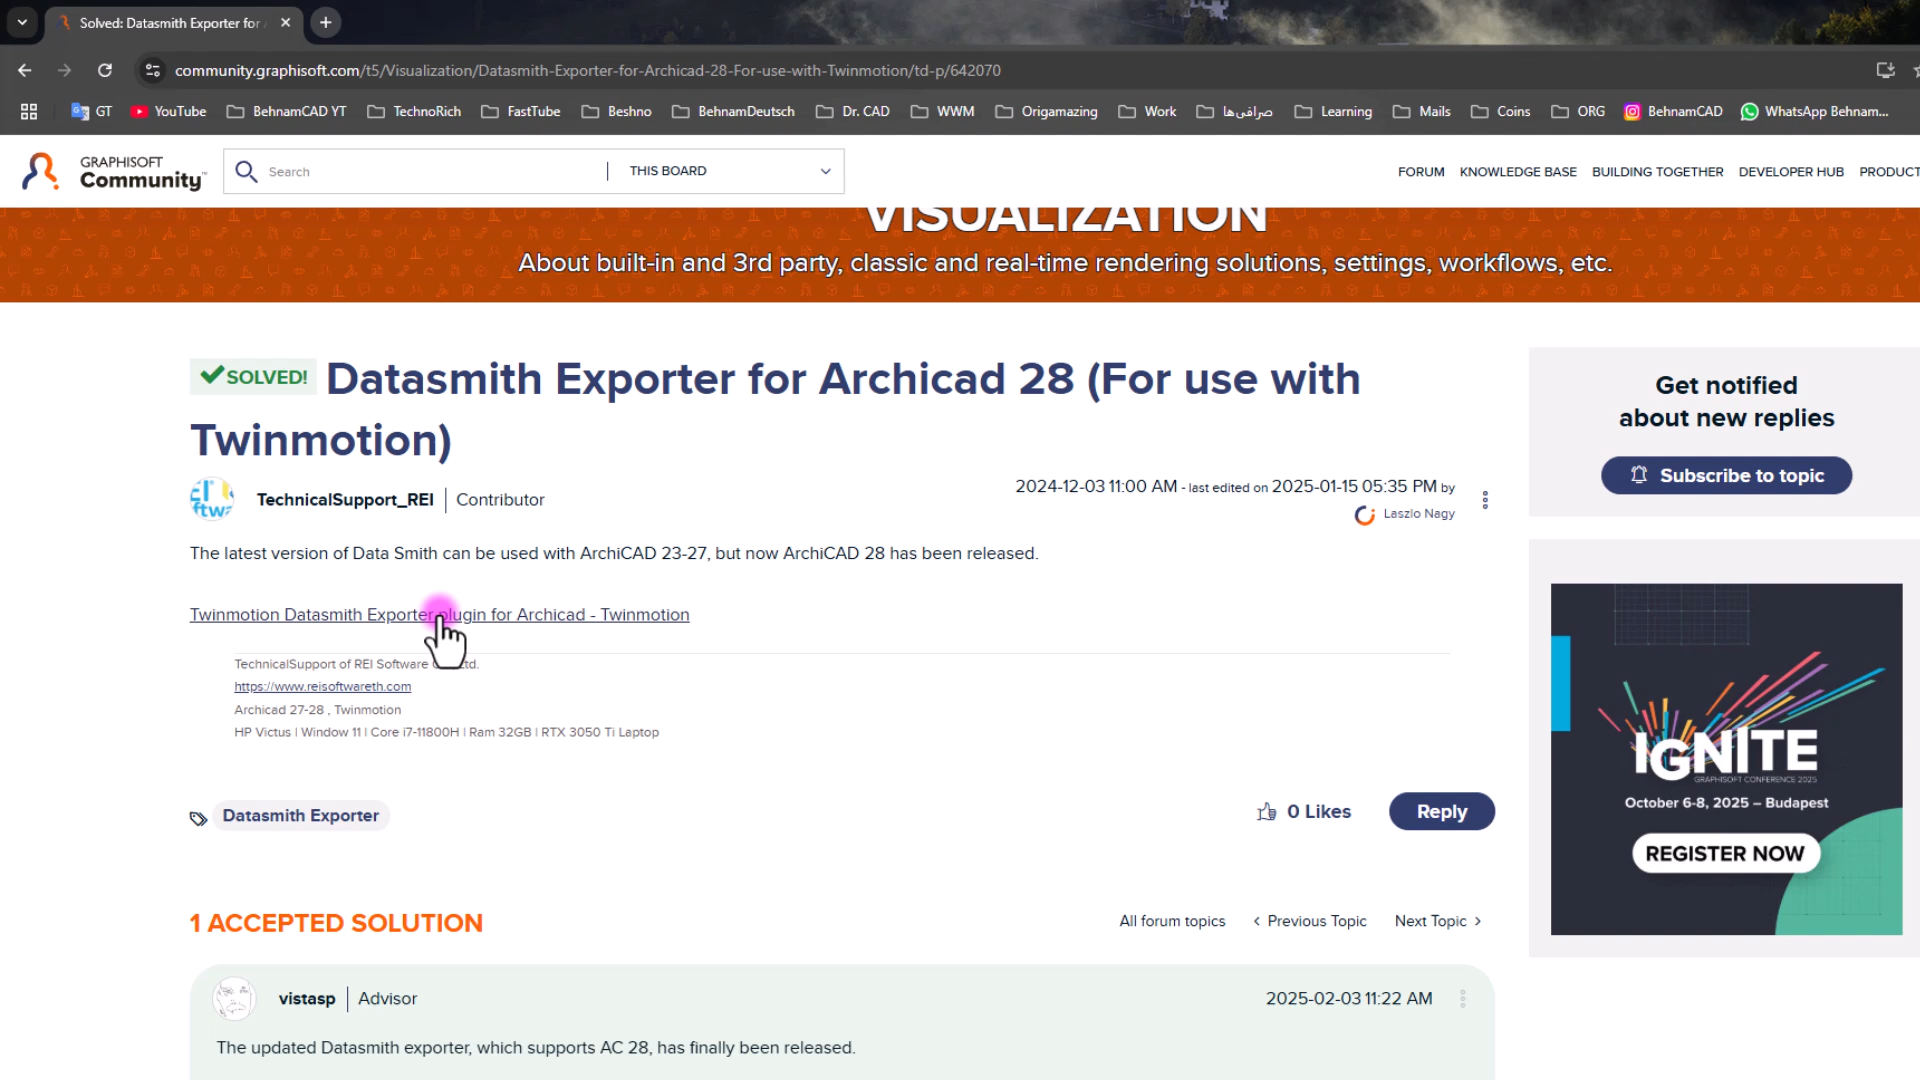 Solved: Datasmith Exporter for
community.graphisoft.com/t5/Visualization/Datasmith-Exporter-for-Archicad-28-For-use-with-Twinmotion/td-p/642070
GT YouTube BehnamCAD YT TechnoRich FastTube Beshno BehnamDeutsch Dr. CAD WWM Origamazing Work صرافی‌ها Learning Mails Coins ORG BehnamCAD WhatsApp Behnam...
GRAPHISOFT
Community
Search
THIS BOARD
FORUM KNOWLEDGE BASE BUILDING TOGETHER DEVELOPER HUB PRODUCT
VISUALIZATION
About built-in and 3rd party, classic and real-time rendering solutions, settings, workflows, etc.
SOLVED! Datasmith Exporter for Archicad 28 (For use with
Twinmotion)
TechnicalSupport_REI | Contributor
2024-12-03 11:00 AM - last edited on 2025-01-15 05:35 PM by
Laszlo Nagy
The latest version of Data Smith can be used with ArchiCAD 23-27, but now ArchiCAD 28 has been released.
Twinmotion Datasmith Exporter plugin for Archicad - Twinmotion
TechnicalSupport of REI Software Ltd.
https://www.reisoftwareth.com
Archicad 27-28 , Twinmotion
HP Victus | Window 11 | Core i7-11800H | Ram 32GB | RTX 3050 Ti Laptop
Datasmith Exporter
0 Likes
Reply
1 ACCEPTED SOLUTION
All forum topics
Previous Topic
Next Topic
vistasp | Advisor
2025-02-03 11:22 AM
The updated Datasmith exporter, which supports AC 28, has finally been released.
Get notified
about new replies
Subscribe to topic
IGNITE
GRAPHISOFT CONFERENCE 2025
October 6-8, 2025 – Budapest
REGISTER NOW